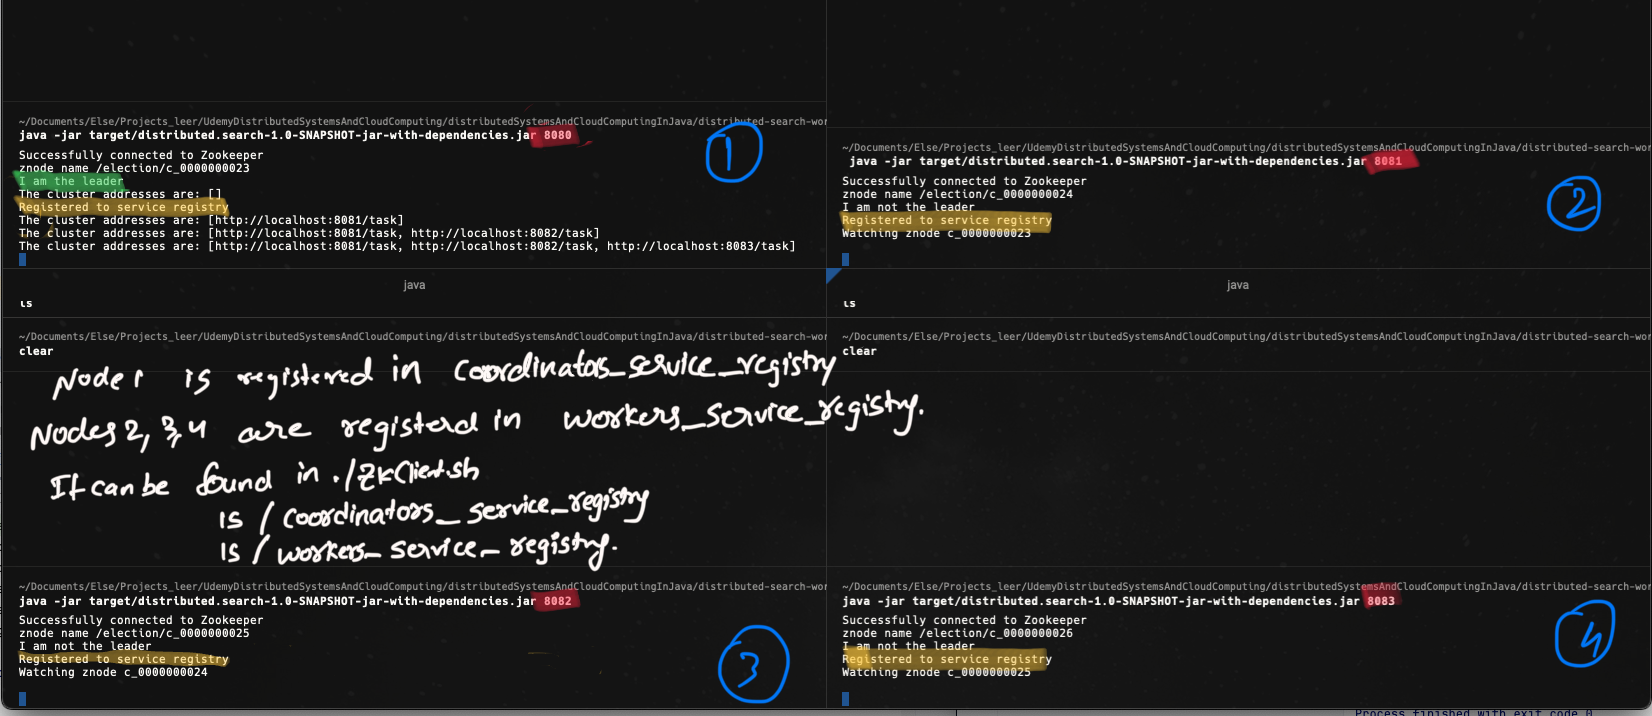 ~/Documents/Else/Projects_leer/UdemyDistributedSystemsAndCloudComputing/distributedSystemsAndCloudComputingInJava/distributed-search-wor
java -jar target/distributed.search-1.0-SNAPSHOT-jar-with-dependencies.jar 8080
Successfully connected to Zookeeper
znode name /election/c_0000000023
I am the leader
The cluster addresses are: []
Registered to service registry
The cluster addresses are: [http://localhost:8081/task]
The cluster addresses are: [http://localhost:8081/task, http://localhost:8082/task]
The cluster addresses are: [http://localhost:8081/task, http://localhost:8082/task, http://localhost:8083/task]
1
~/Documents/Else/Projects_leer/UdemyDistributedSystemsAndCloudComputing/distributedSystemsAndCloudComputingInJava/distributed-search-wor
java -jar target/distributed.search-1.0-SNAPSHOT-jar-with-dependencies.jar 8081
Successfully connected to Zookeeper
znode name /election/c_0000000024
I am not the leader
Registered to service registry
Watching znode c_0000000023
2
java
ls
~/Documents/Else/Projects_leer/UdemyDistributedSystemsAndCloudComputing/distributedSystemsAndCloudComputingInJava/distributed-search-wor
clear
java
ls
~/Documents/Else/Projects_leer/UdemyDistributedSystemsAndCloudComputing/distributedSystemsAndCloudComputingInJava/distributed-search-wor
clear
Node 1 is registered in coordinators_service_registry
Nodes 2, 3, 4 are registerd in workers_service_registry.
It can be found in ./ZkClient.sh
ls /coordinators_service_registry
ls /workers_service_registry.
~/Documents/Else/Projects_leer/UdemyDistributedSystemsAndCloudComputing/distributedSystemsAndCloudComputingInJava/distributed-search-wor
java -jar target/distributed.search-1.0-SNAPSHOT-jar-with-dependencies.jar 8082
Successfully connected to Zookeeper
znode name /election/c_0000000025
I am not the leader
Registered to service registry
Watching znode c_0000000024
3
~/Documents/Else/Projects_leer/UdemyDistributedSystemsAndCloudComputing/distributedSystemsAndCloudComputingInJava/distributed-search-wor
java -jar target/distributed.search-1.0-SNAPSHOT-jar-with-dependencies.jar 8083
Successfully connected to Zookeeper
znode name /election/c_0000000026
I am not the leader
Registered to service registry
Watching znode c_0000000025
4
Process finished with exit code 0